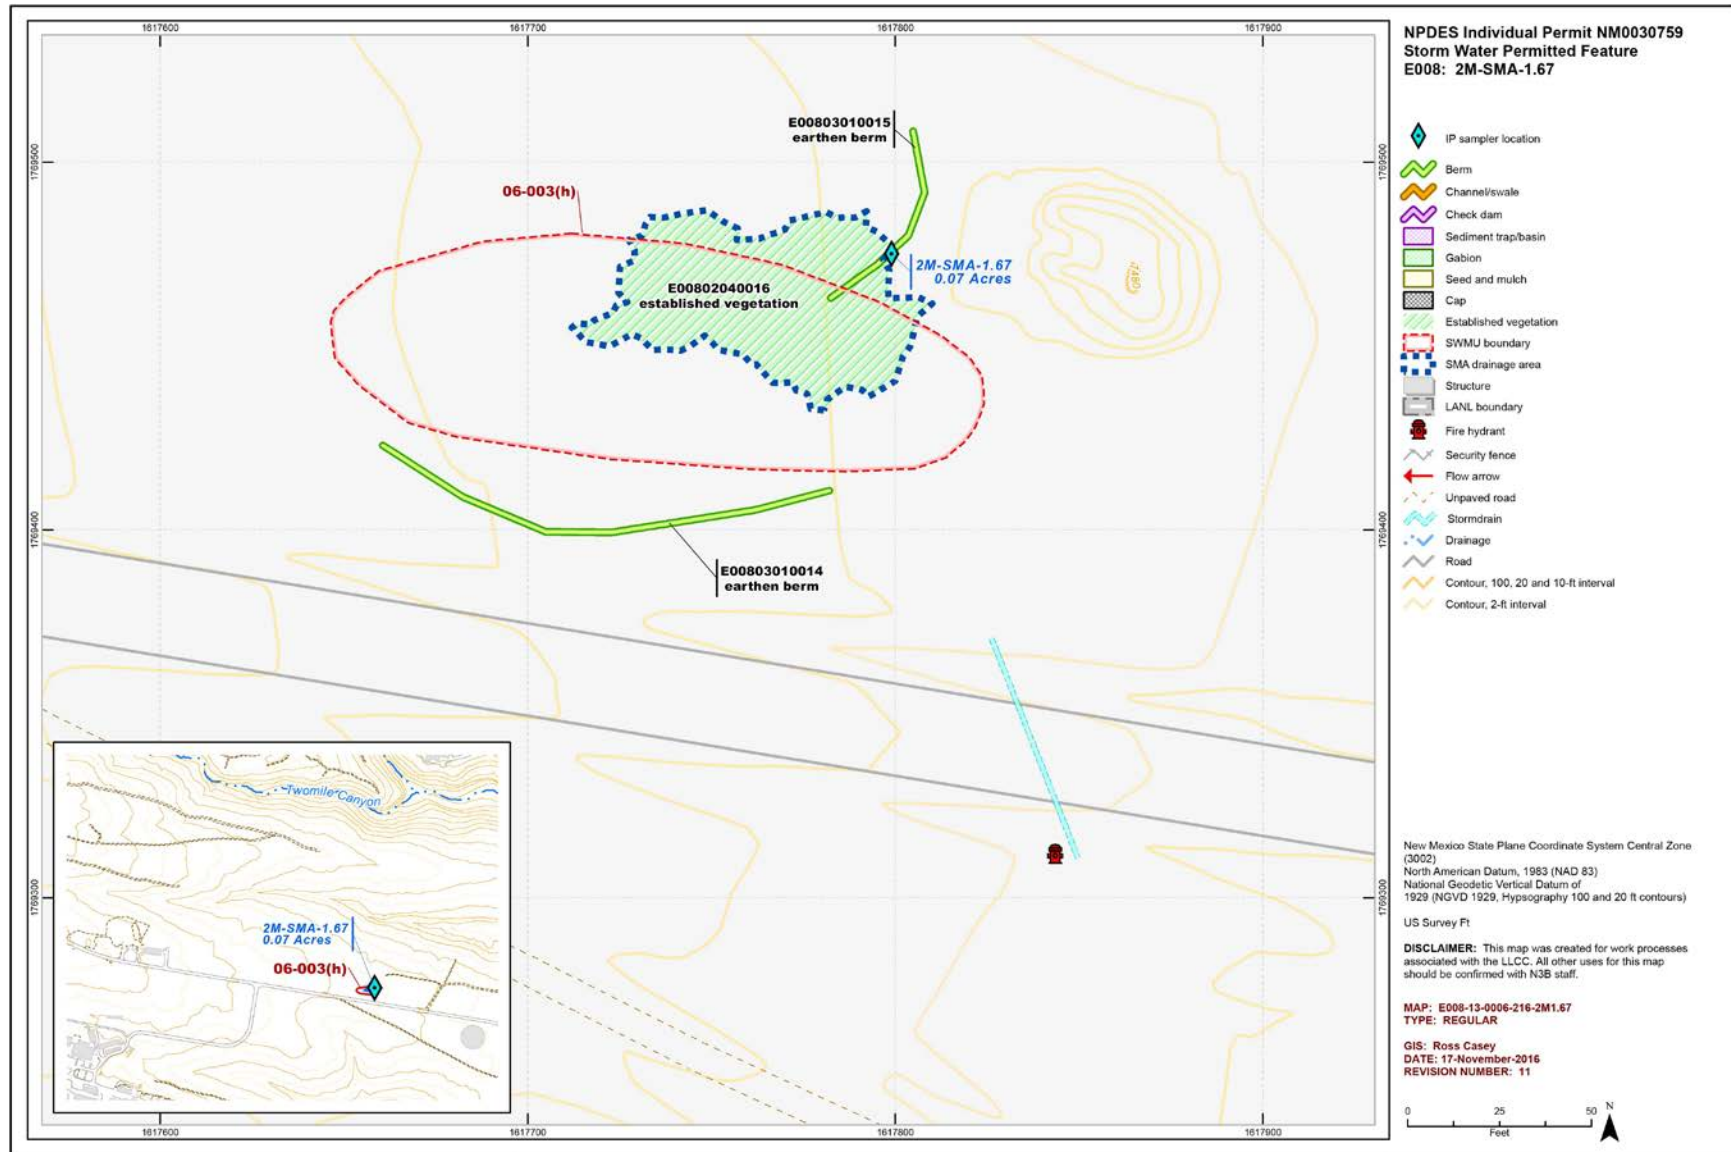 1617600
1617700
1617800
1617900
NPDES Individual Permit NM0030759
Storm Water Permitted Feature
E008: 2M-SMA-1.67
E00803010015
earthen berm
06-003(h)
2M-SMA-1.67
0.07 Acres
E00802040016
established vegetation
E00803010014
earthen berm
1769500
1769500
1769400
1769400
1769300
1769300
IP sampler location
Berm
Channel/swale
Check dam
Sediment trap/basin
Gabion
Seed and mulch
Cap
Established vegetation
SWMU boundary
SMA drainage area
Structure
LANL boundary
Fire hydrant
Security fence
Flow arrow
Unpaved road
Stormdrain
Drainage
Road
Contour, 100, 20 and 10-ft interval
Contour, 2-ft interval
Twomile Canyon
2M-SMA-1.67
0.07 Acres
06-003(h)
New Mexico State Plane Coordinate System Central Zone
(3002)
North American Datum, 1983 (NAD 83)
National Geodetic Vertical Datum of
1929 (NGVD 1929, Hypsography 100 and 20 ft contours)
US Survey Ft
DISCLAIMER: This map was created for work processes
associated with the LLCC. All other uses for this map
should be confirmed with N3B staff.
MAP: E008-13-0006-216-2M1.67
TYPE: REGULAR
GIS: Ross Casey
DATE: 17-November-2016
REVISION NUMBER: 11
0 25 50
Feet
N
1617600
1617700
1617800
1617900